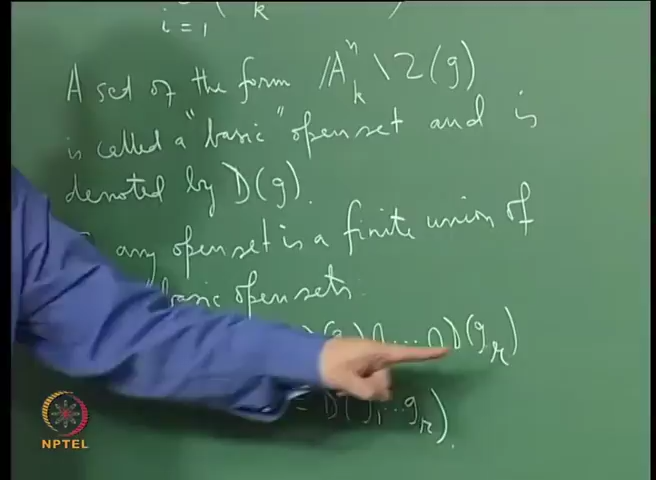 i=1 ( k )
A set of the form /A^n_k \ Z(g)
is called a "basic" open set and is
denoted by D(g).
any open set is a finite union of
basic open sets.
∩...∩D(g_r)
= D(g_1...g_r).
NPTEL